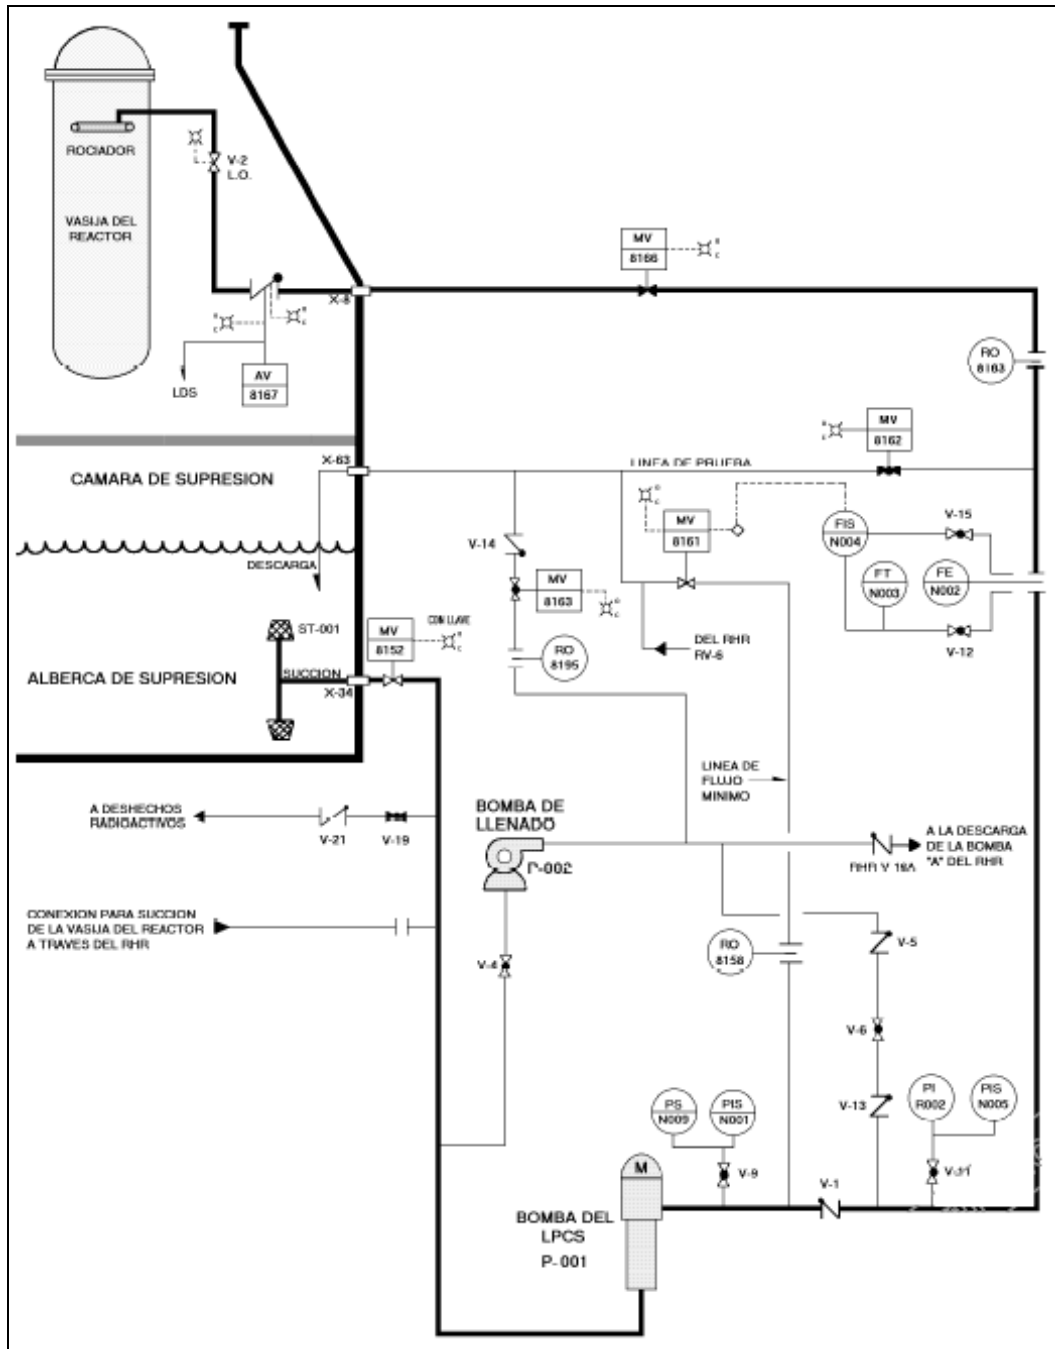 ROCIADOR
VASIJA DEL
REACTOR
V-2
L.O.
X-8
LDS
AV
8167
MV
8166
RO
8163
MV
8162
X-63
LINEA DE PRUEBA
CAMARA DE SUPRESION
DESCARGA
V-14
MV
8161
FIS
N004
V-15
FT
N003
FE
N002
V-12
MV
8163
RO
8195
DEL RHR
RV-6
ST-001
MV
8152
CON LLAVE
SUCCION
X-34
ALBERCA DE SUPRESION
LINEA DE
FLUJO
MINIMO
A DESHECHOS
RADIOACTIVOS
V-21
V-19
BOMBA DE
LLENADO
P-002
A LA DESCARGA
DE LA BOMBA
"A" DEL RHR
RHR V-16A
CONEXION PARA SUCCION
DE LA VASIJA DEL REACTOR
A TRAVES DEL RHR
V-4
RO
8158
V-5
V-6
V-13
PS
N009
PIS
N001
V-9
PI
R002
PIS
N005
V-11
V-1
M
BOMBA DEL
LPCS
P-001